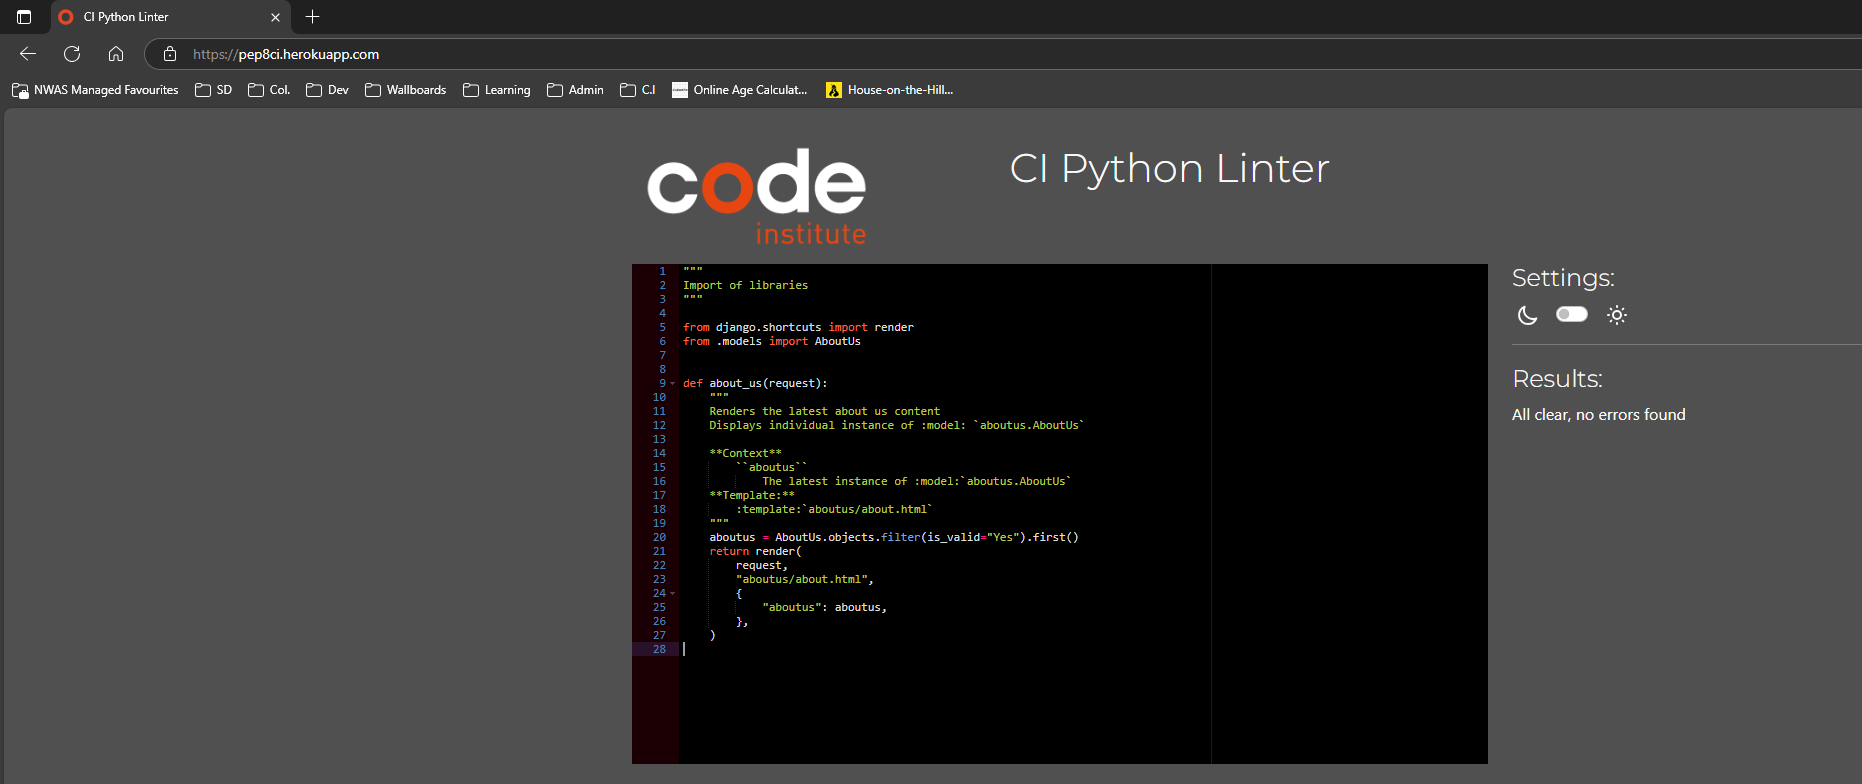 CI Python Linter
https://pep8ci.herokuapp.com
NWAS Managed Favourites SD Col. Dev Wallboards Learning Admin C.I Online Age Calculat... House-on-the-Hill...
code
institute
CI Python Linter
1 """
2 Import of libraries
3 """
4
5 from django.shortcuts import render
6 from .models import AboutUs
7
8
9 def about_us(request):
10 """
11 Renders the latest about us content
12 Displays individual instance of :model: `aboutus.AboutUs`
13
14 **Context**
15 ``aboutus``
16 The latest instance of :model:`aboutus.AboutUs`
17 **Template:**
18 :template:`aboutus/about.html`
19 """
20 aboutus = AboutUs.objects.filter(is_valid="Yes").first()
21 return render(
22 request,
23 "aboutus/about.html",
24 {
25 "aboutus": aboutus,
26 },
27 )
28
Settings:
Results:
All clear, no errors found